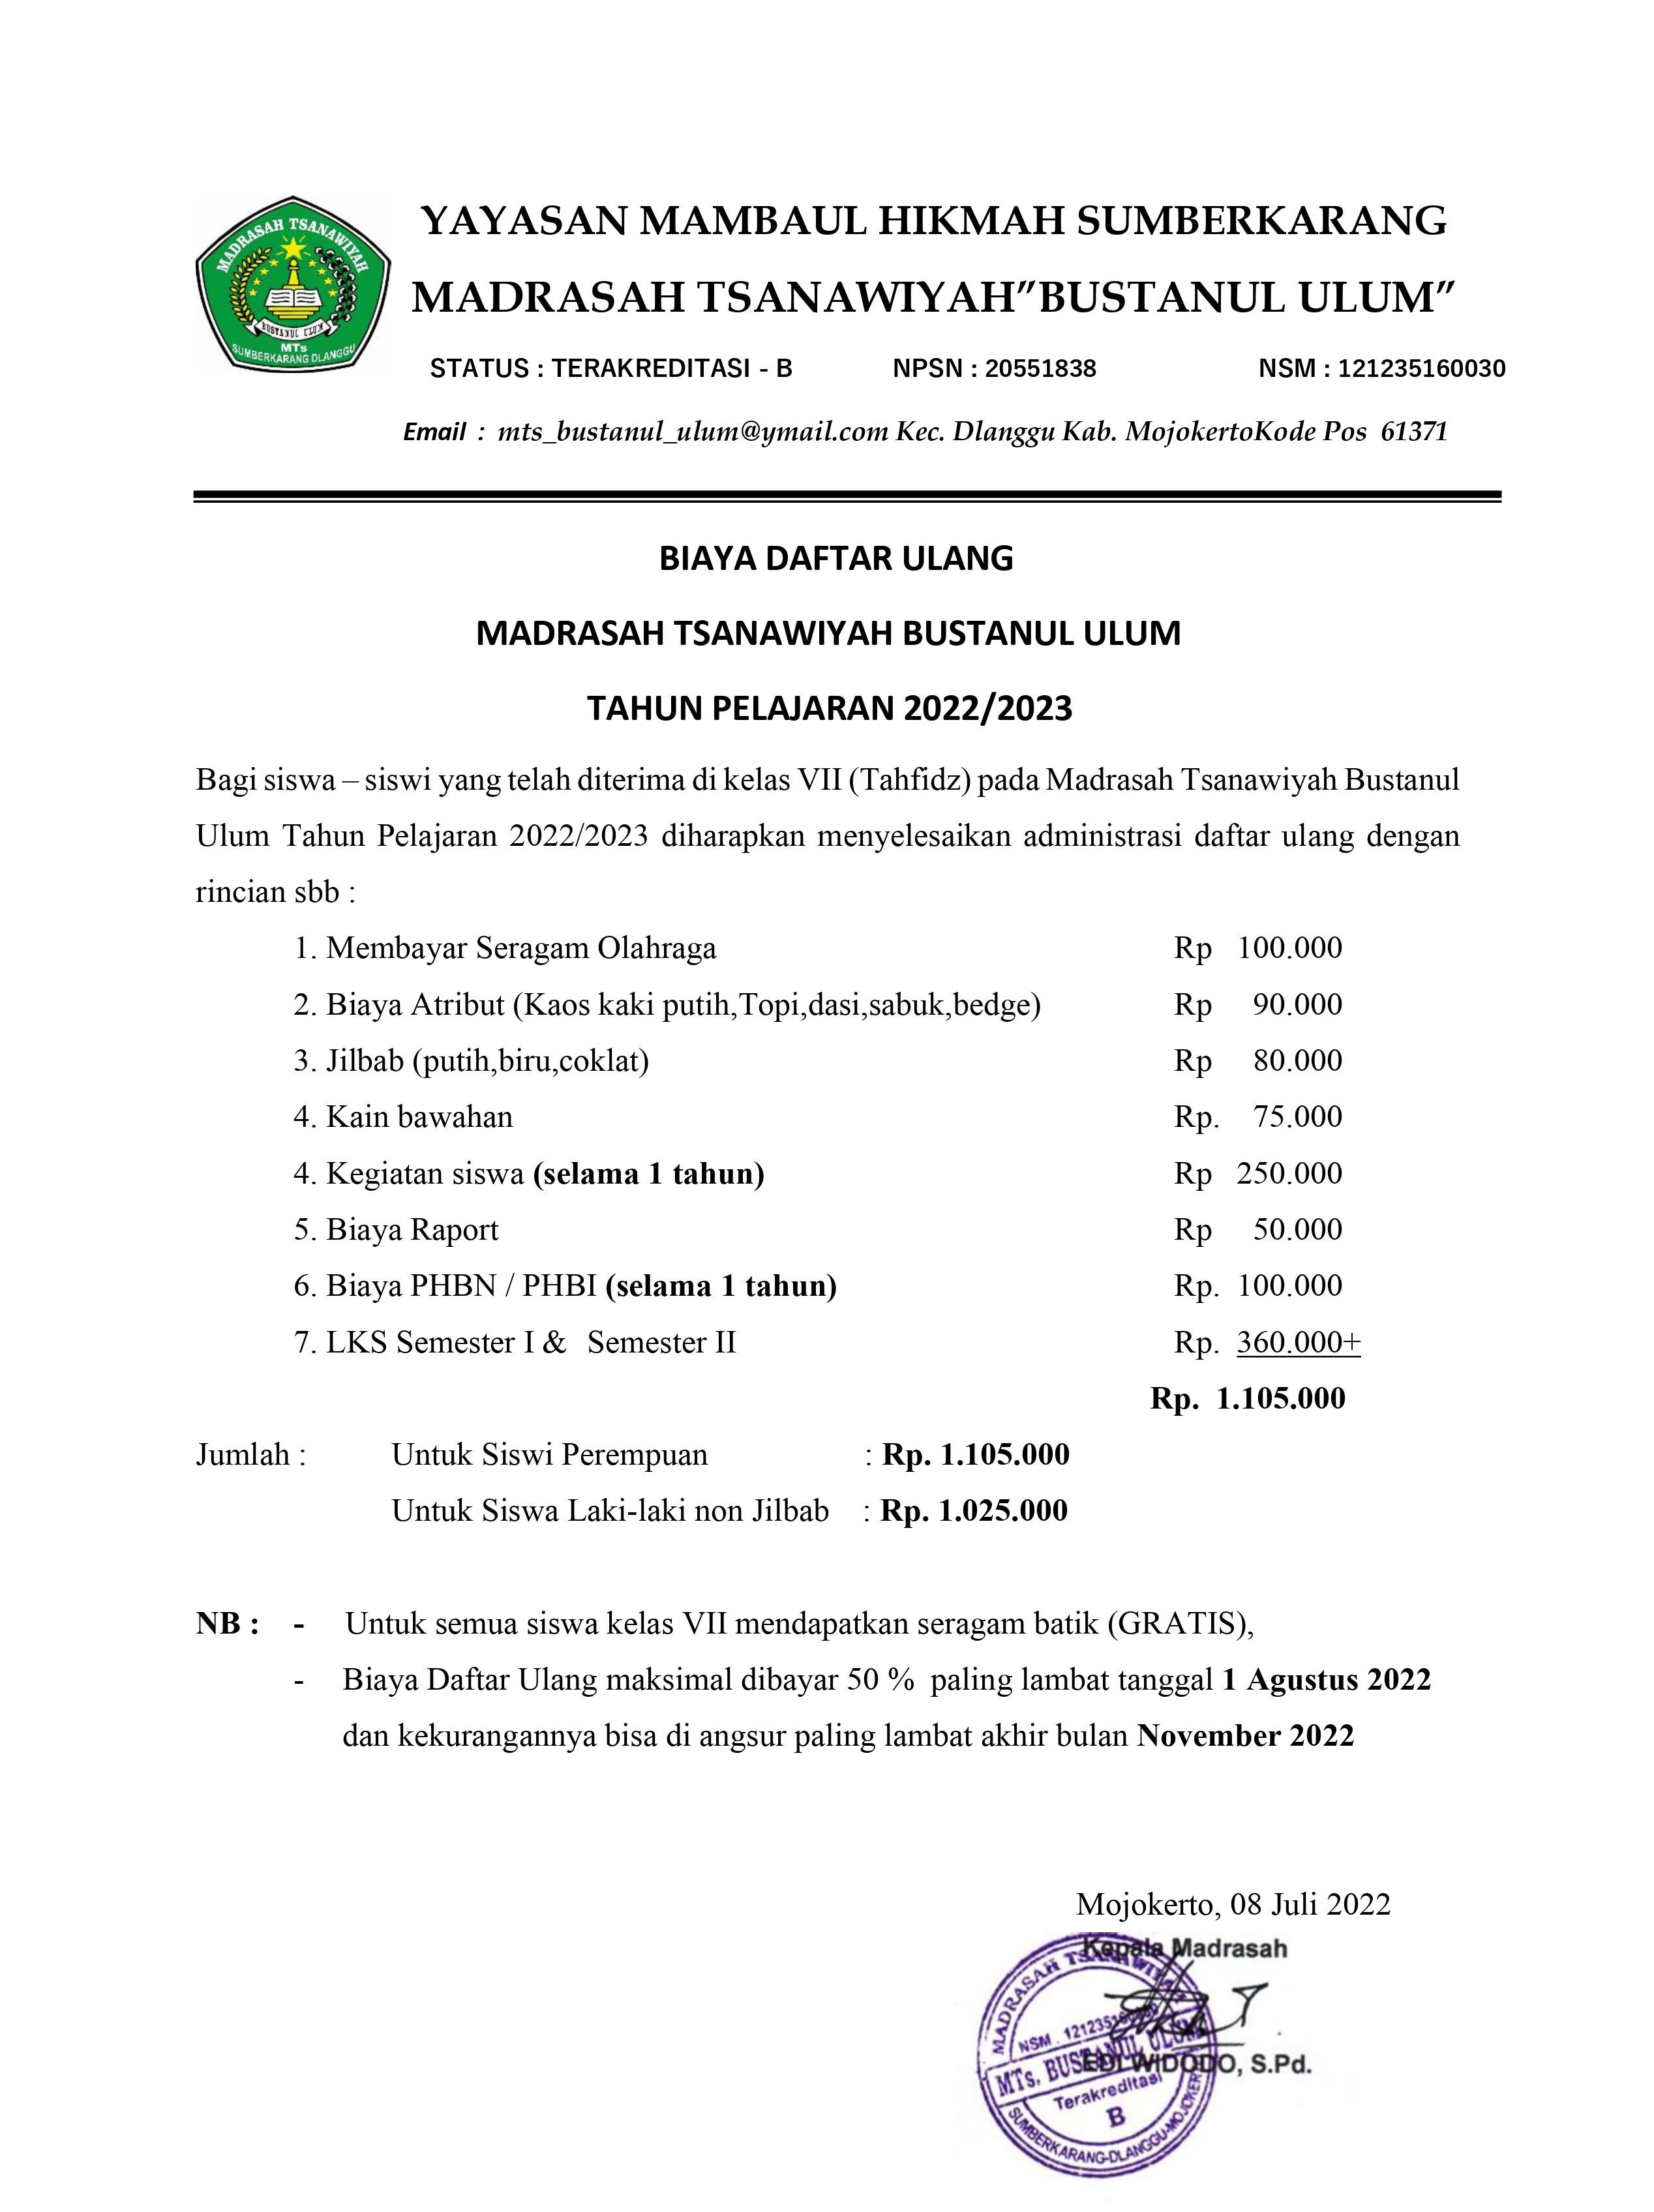 MADRASAH TSANAWIYAH
BUSTANUL ULUM
MTs
SUMBERKARANG DLANGGU
YAYASAN MAMBAUL HIKMAH SUMBERKARANG
MADRASAH TSANAWIYAH”BUSTANUL ULUM”
STATUS : TERAKREDITASI - B NPSN : 20551838 NSM : 121235160030
Email : mts_bustanul_ulum@ymail.com Kec. Dlanggu Kab. MojokertoKode Pos 61371
BIAYA DAFTAR ULANG
MADRASAH TSANAWIYAH BUSTANUL ULUM
TAHUN PELAJARAN 2022/2023
Bagi siswa – siswi yang telah diterima di kelas VII (Tahfidz) pada Madrasah Tsanawiyah Bustanul
Ulum Tahun Pelajaran 2022/2023 diharapkan menyelesaikan administrasi daftar ulang dengan
rincian sbb :
1. Membayar Seragam Olahraga Rp 100.000
2. Biaya Atribut (Kaos kaki putih,Topi,dasi,sabuk,bedge) Rp 90.000
3. Jilbab (putih,biru,coklat) Rp 80.000
4. Kain bawahan Rp. 75.000
4. Kegiatan siswa (selama 1 tahun) Rp 250.000
5. Biaya Raport Rp 50.000
6. Biaya PHBN / PHBI (selama 1 tahun) Rp. 100.000
7. LKS Semester I & Semester II Rp. 360.000+
Rp. 1.105.000
Jumlah : Untuk Siswi Perempuan : Rp. 1.105.000
Untuk Siswa Laki-laki non Jilbab : Rp. 1.025.000
NB : - Untuk semua siswa kelas VII mendapatkan seragam batik (GRATIS),
- Biaya Daftar Ulang maksimal dibayar 50 % paling lambat tanggal 1 Agustus 2022
dan kekurangannya bisa di angsur paling lambat akhir bulan November 2022
Mojokerto, 08 Juli 2022
Kepala Madrasah
MADRASAH TSANAWIYAH
NSM . 121235160030
MTs. BUSTANUL ULUM
EDI WIDODO, S.Pd.
Terakreditasi
B
SUMBERKARANG-DLANGGU-MOJOKER